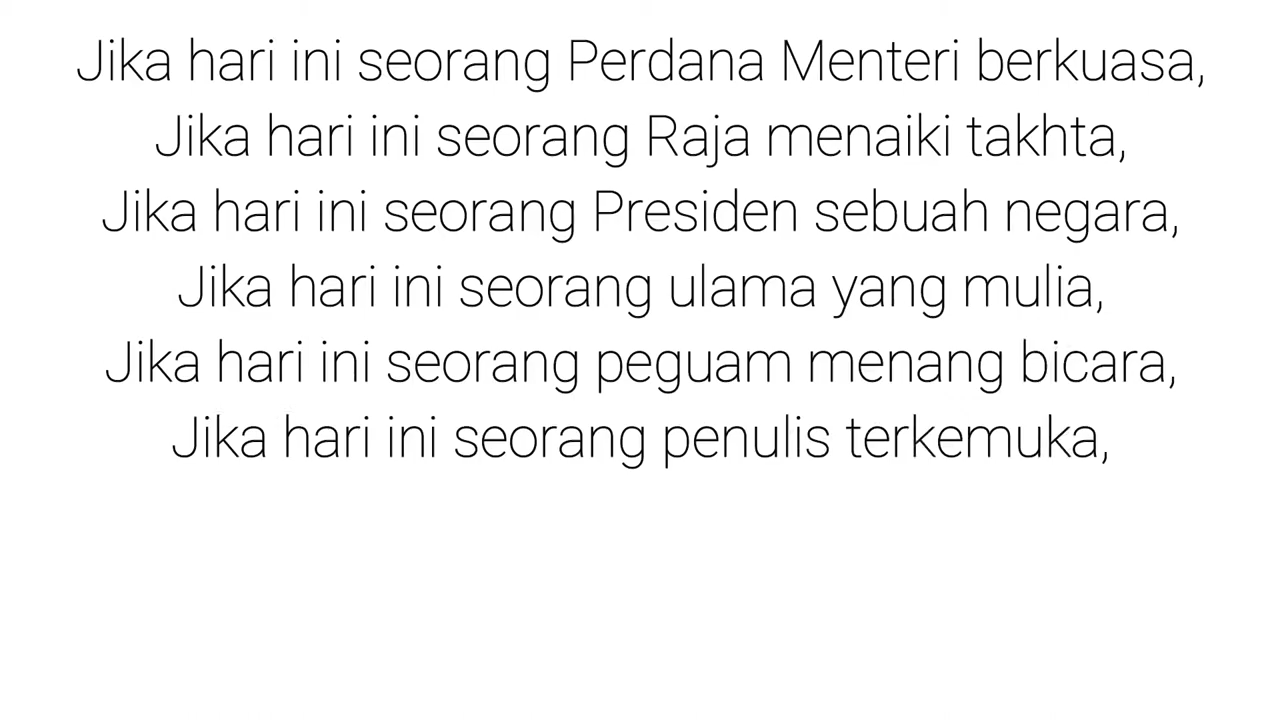 Jika hari ini seorang Perdana Menteri berkuasa,
Jika hari ini seorang Raja menaiki takhta,
Jika hari ini seorang Presiden sebuah negara,
Jika hari ini seorang ulama yang mulia,
Jika hari ini seorang peguam menang bicara,
Jika hari ini seorang penulis terkemuka,